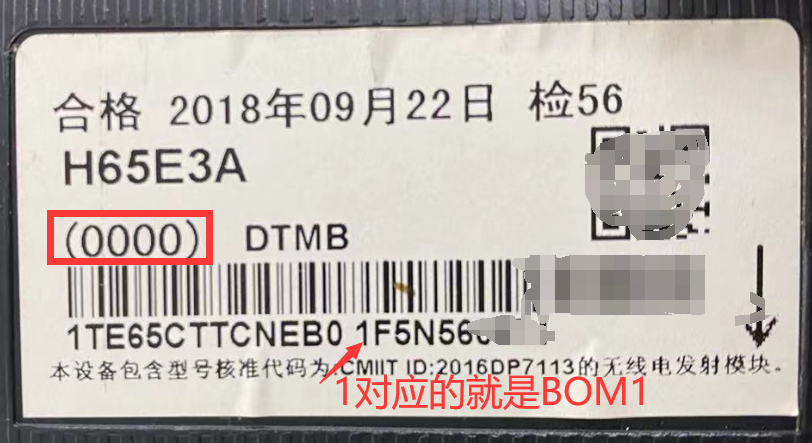 合格 2018年09月22日 检56
H65E3A
(0000) DTMB
1TE65CTTCNEB0 1F5N56
本设备包含型号核准代码为:CMIIT ID:2016DP7113的无线电发射模块。
1对应的就是BOM1